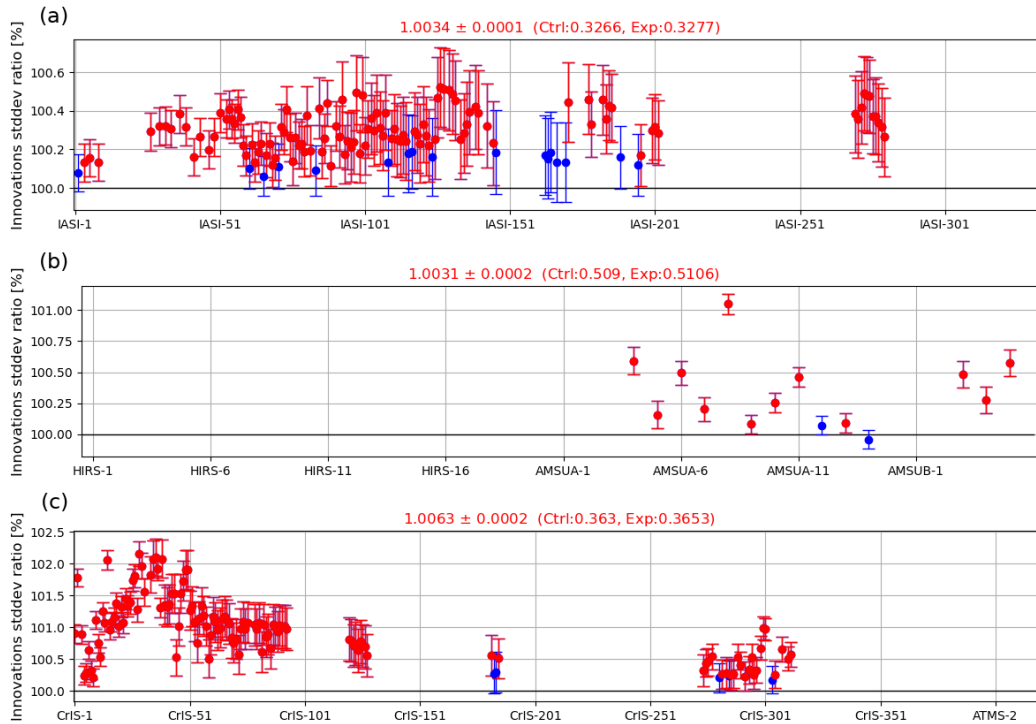 (a)
1.0034 ± 0.0001 (Ctrl:0.3266, Exp:0.3277)
Innovations stddev ratio [%]
100.6
100.4
100.2
100.0
IASI-1 IASI-51 IASI-101 IASI-151 IASI-201 IASI-251 IASI-301
(b)
1.0031 ± 0.0002 (Ctrl:0.509, Exp:0.5106)
Innovations stddev ratio [%]
101.00
100.75
100.50
100.25
100.00
HIRS-1 HIRS-6 HIRS-11 HIRS-16 AMSUA-1 AMSUA-6 AMSUA-11 AMSUB-1
(c)
1.0063 ± 0.0002 (Ctrl:0.363, Exp:0.3653)
Innovations stddev ratio [%]
102.5
102.0
101.5
101.0
100.5
100.0
CrIS-1 CrIS-51 CrIS-101 CrIS-151 CrIS-201 CrIS-251 CrIS-301 CrIS-351 ATMS-2